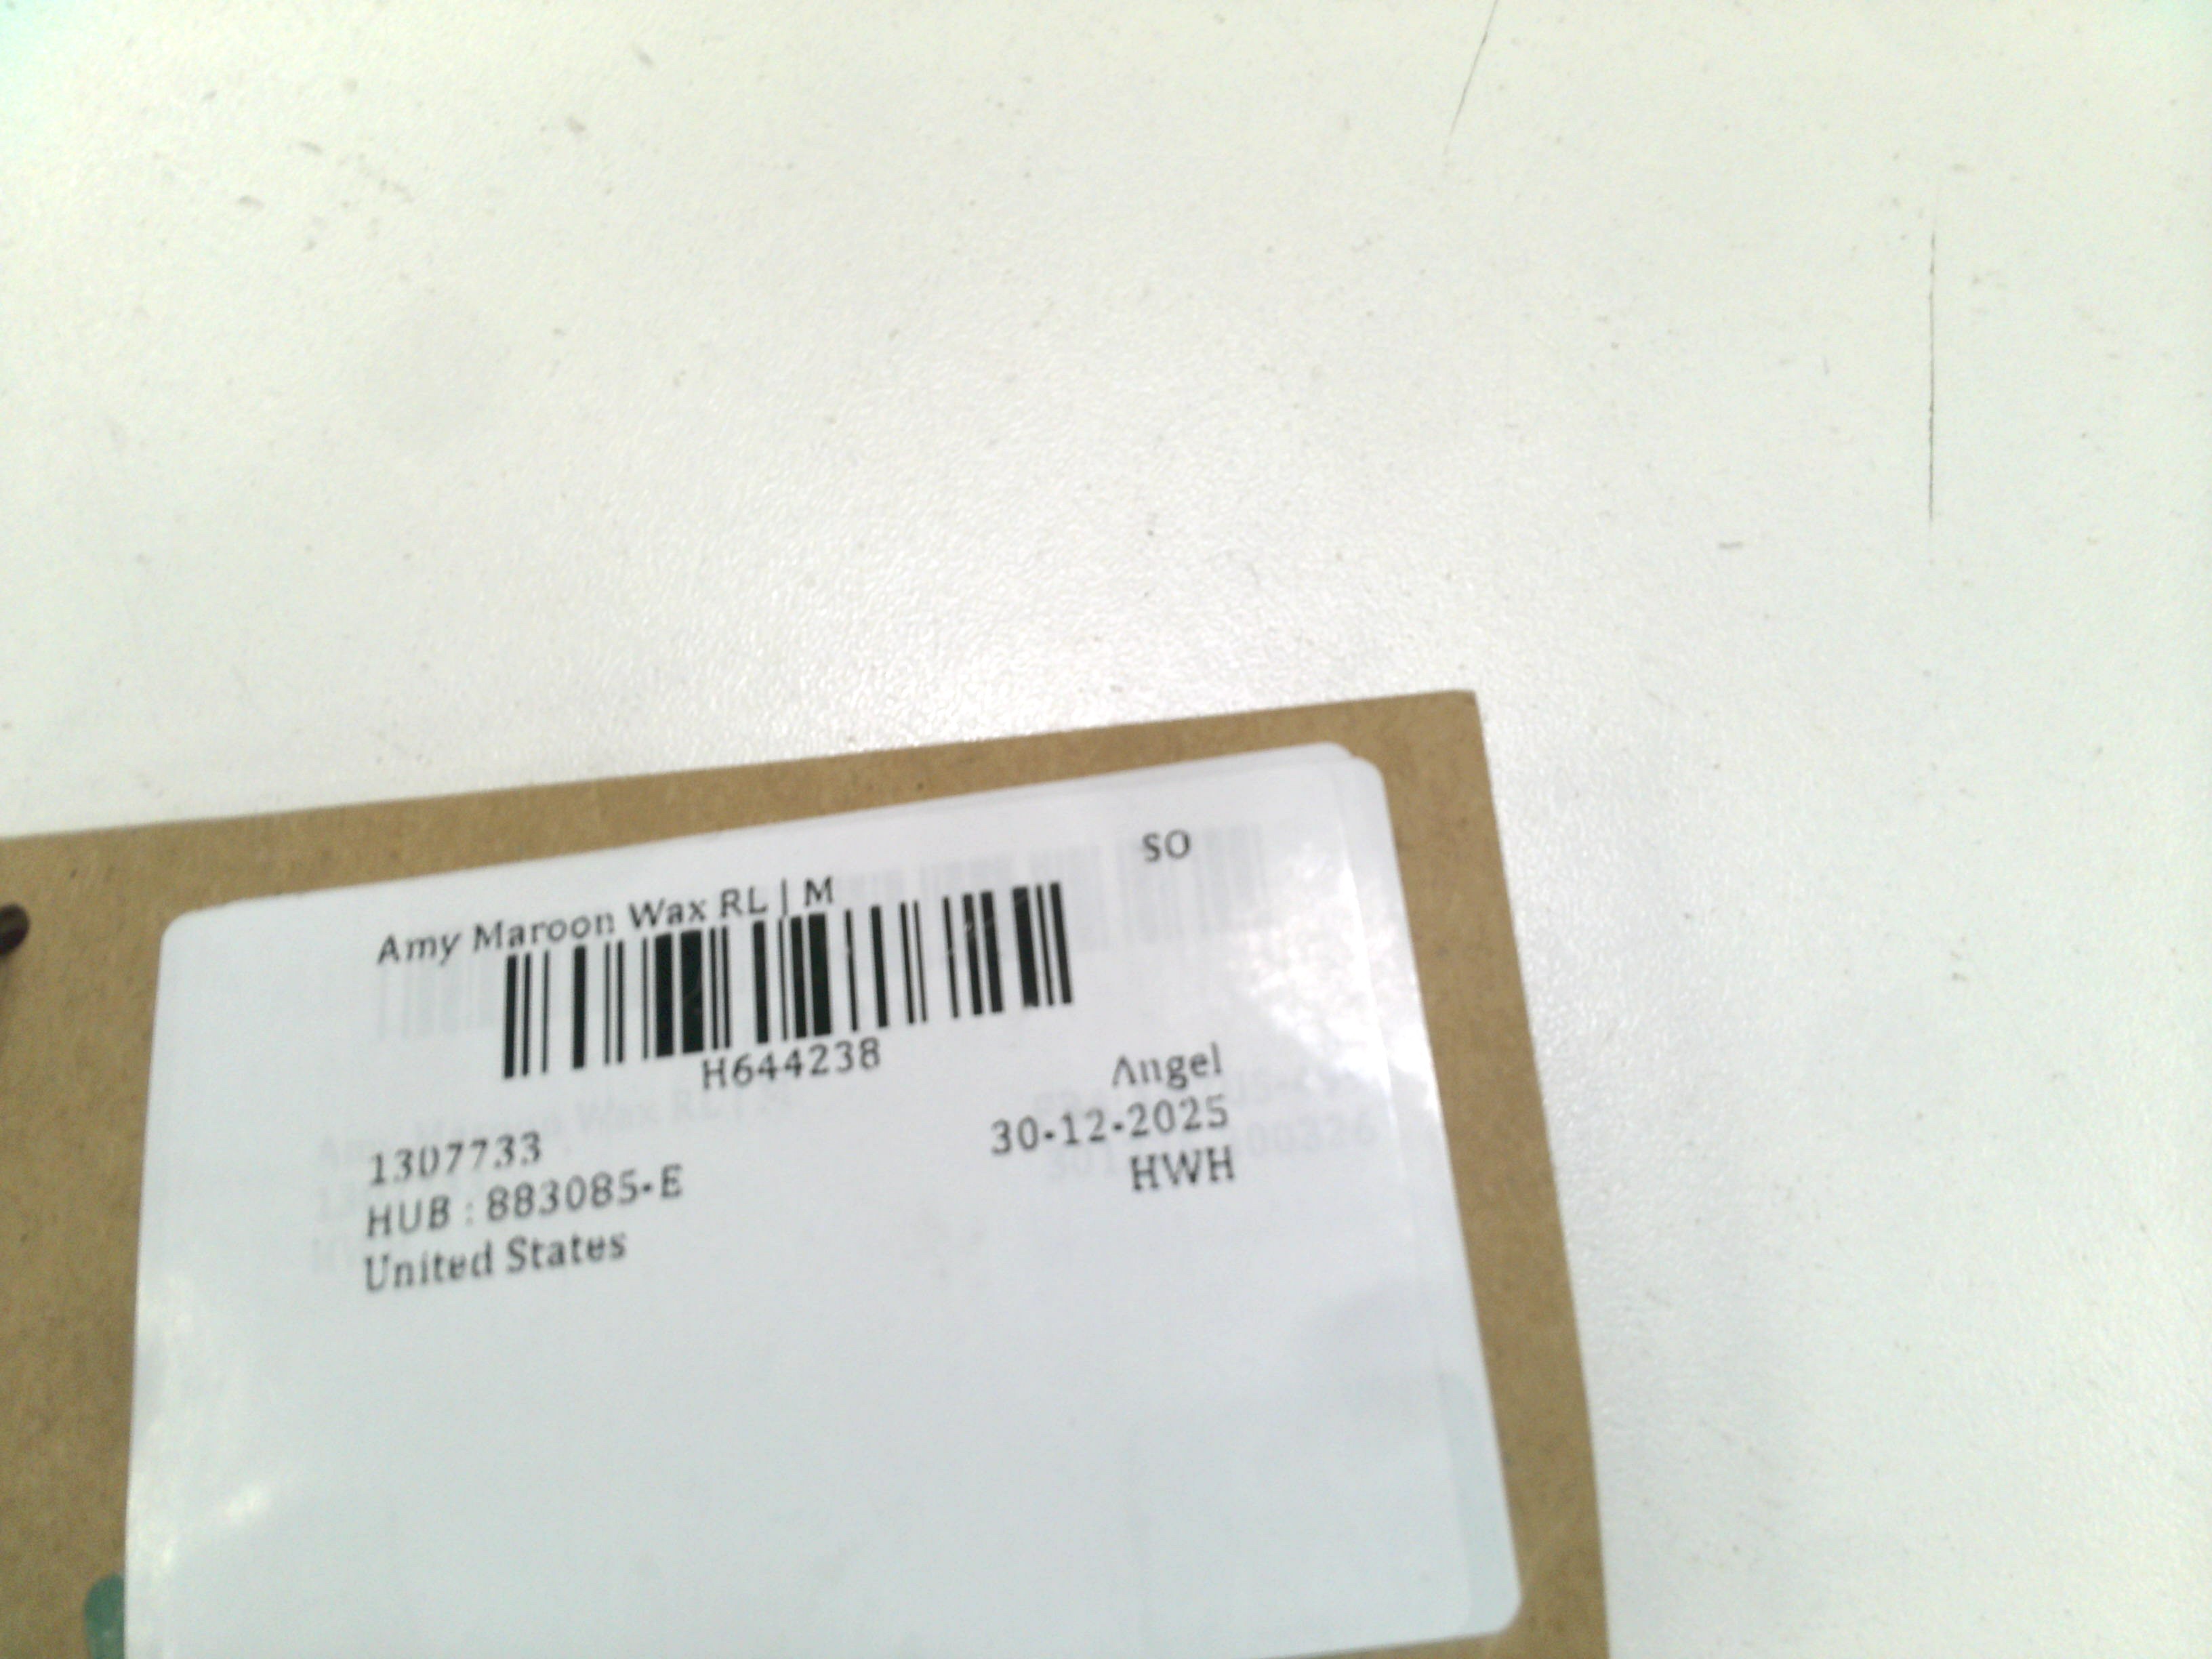 SO
Amy Maroon Wax RL | M
H644238
Angel
1307733
30-12-2025
HUB : 883085-E
HWH
United States